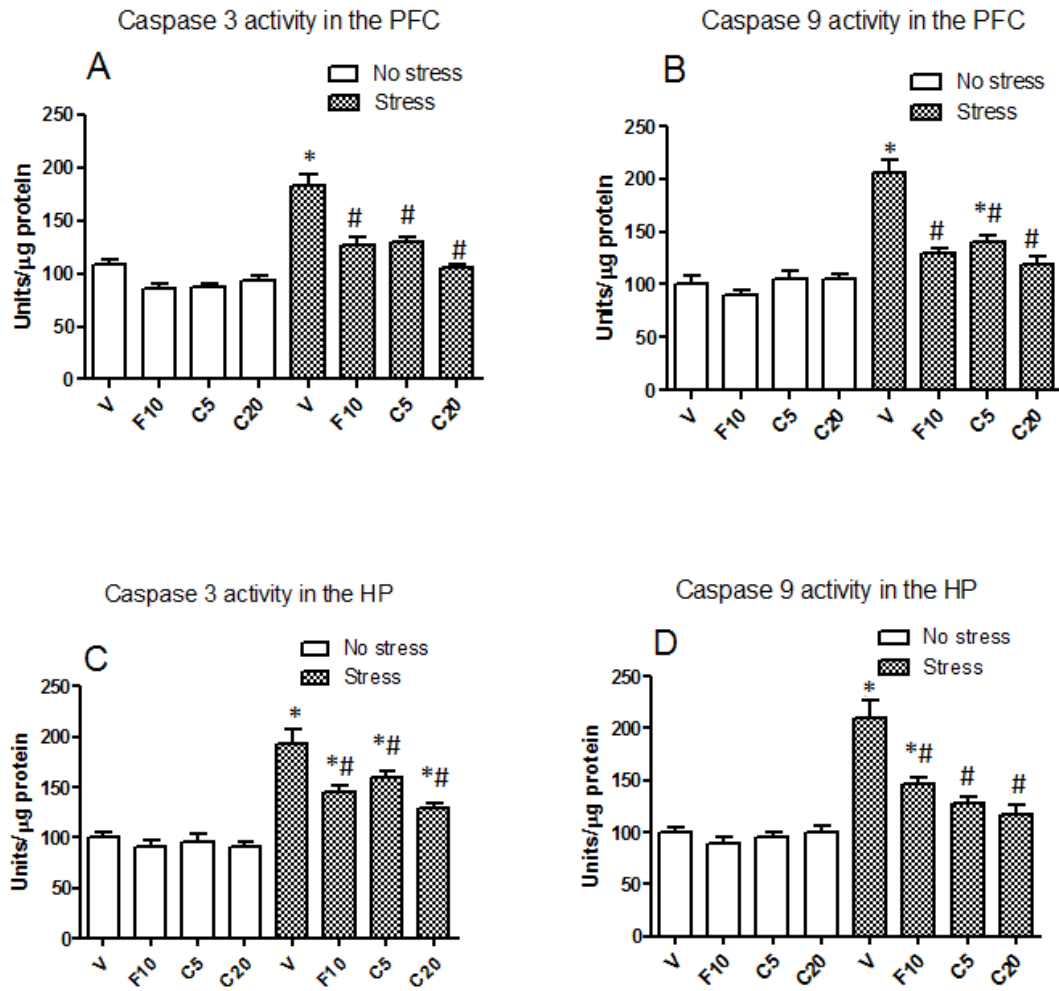 Caspase 3 activity in the PFC
A
No stress
Stress
250
200
150
100
50
0
Units/µg protein
*
#
#
#
V
F10
C5
C20
V
F10
C5
C20
Caspase 9 activity in the PFC
B
No stress
Stress
250
200
150
100
50
0
Units/µg protein
*
#
*#
#
V
F10
C5
C20
V
F10
C5
C20
Caspase 3 activity in the HP
C
No stress
Stress
250
200
150
100
50
0
Units/µg protein
*
*#
*#
*#
V
F10
C5
C20
V
F10
C5
C20
Caspase 9 activity in the HP
D
No stress
Stress
250
200
150
100
50
0
Units/µg protein
*
*#
#
#
V
F10
C5
C20
V
F10
C5
C20